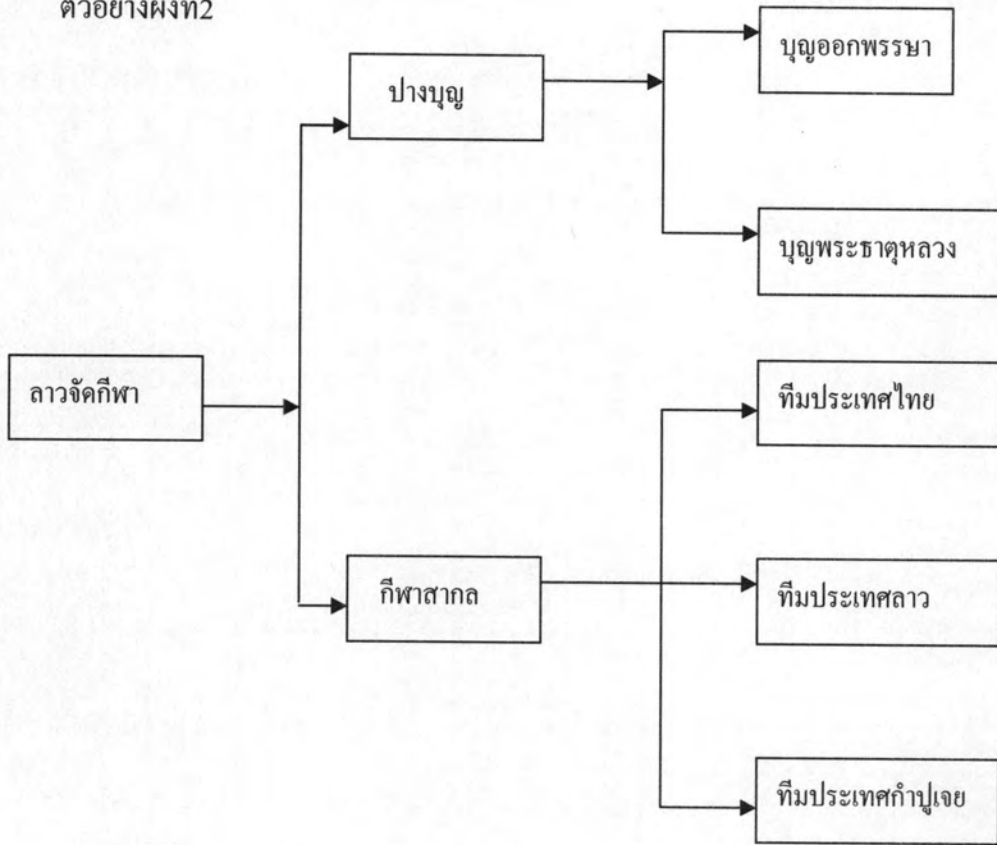 ตัวอย่างผังที่2
บุญออกพรรษา
ปางบุญ
บุญพระธาตุหลวง
ลาวจัดกีฬา
ทีมประเทศไทย
กีฬาสากล
ทีมประเทศลาว
ทีมประเทศกำปูเจย